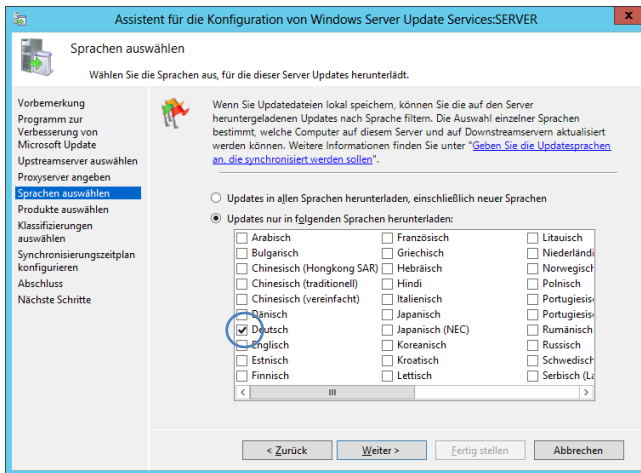 Assistent für die Konfiguration von Windows Server Update Services:SERVER
x
Sprachen auswählen
Wählen Sie die Sprachen aus, für die dieser Server Updates herunterlädt.
Vorbemerkung
Programm zur
Verbesserung von
Microsoft Update
Upstreamserver auswählen
Proxyserver angeben
Sprachen auswählen
Produkte auswählen
Klassifizierungen
auswählen
Synchronisierungszeitplan
konfigurieren
Abschluss
Nächste Schritte
Wenn Sie Updatedateien lokal speichern, können Sie die auf den Server
heruntergeladenen Updates nach Sprache filtern. Die Auswahl einzelner Sprachen
bestimmt, welche Computer auf diesem Server und auf Downstreamservern aktualisiert
werden können. Weitere Informationen finden Sie unter "Geben Sie die Updatesprachen
an, die synchronisiert werden sollen".
Updates in allen Sprachen herunterladen, einschließlich neuer Sprachen
Updates nur in folgenden Sprachen herunterladen:
Arabisch
Bulgarisch
Chinesisch (Hongkong SAR)
Chinesisch (traditionell)
Chinesisch (vereinfacht)
Dänisch
Deutsch
Englisch
Estnisch
Finnisch
Französisch
Griechisch
Hebräisch
Hindi
Italienisch
Japanisch
Japanisch (NEC)
Koreanisch
Kroatisch
Lettisch
Litauisch
Niederländi
Norwegisch
Polnisch
Portugiesis
Portugiesis
Rumänisch
Russisch
Schwedisch
Serbisch (La
< Zurück
Weiter >
Fertig stellen
Abbrechen